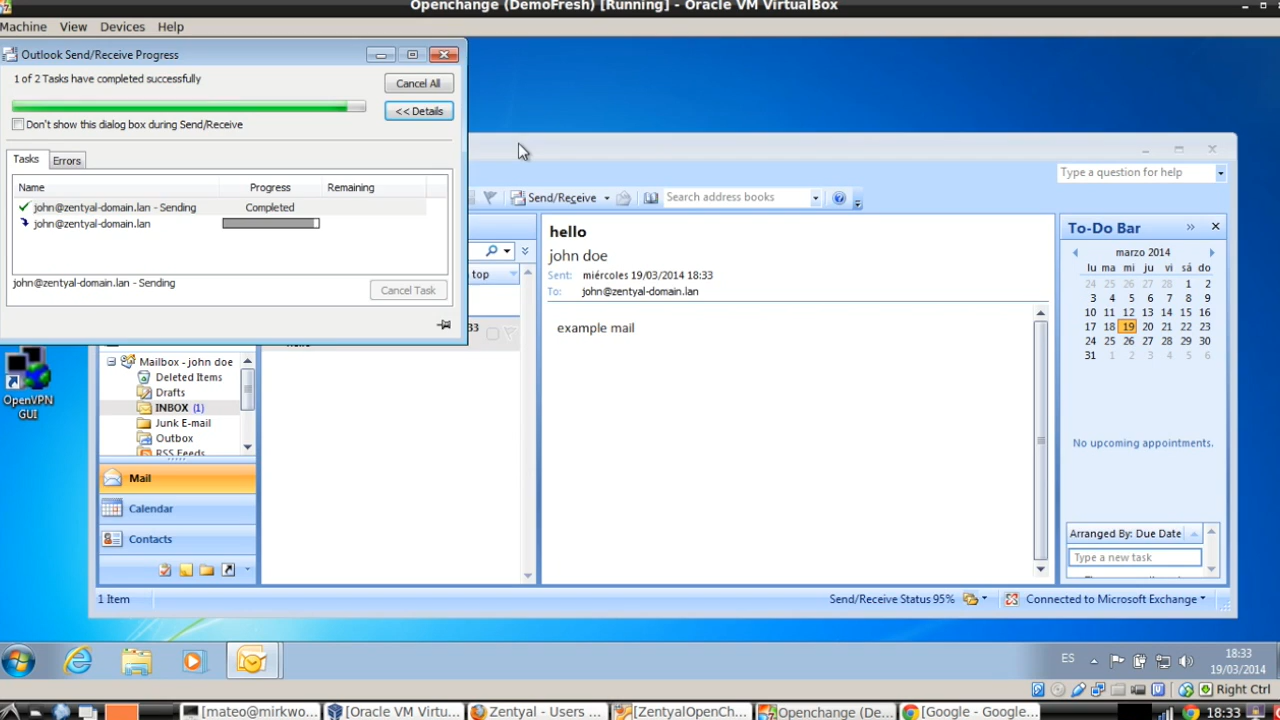 Openchange (DemoFresh) [Running] - Oracle VM VirtualBox
Machine View Devices Help
Outlook Send/Receive Progress
1 of 2 Tasks have completed successfully
Cancel All
<< Details
Don't show this dialog box during Send/Receive
Tasks Errors
Name Progress Remaining
john@zentyal-domain.lan - Sending Completed
john@zentyal-domain.lan
john@zentyal-domain.lan - Sending
Cancel Task
Type a question for help
Send/Receive Search address books
top
33
hello
john doe
Sent: miércoles 19/03/2014 18:33
To: john@zentyal-domain.lan
example mail
To-Do Bar
marzo 2014
lu ma mi ju vi sá do
24 25 26 27 28 1 2
3 4 5 6 7 8 9
10 11 12 13 14 15 16
17 18 19 20 21 22 23
24 25 26 27 28 29 30
31 1 2 3 4 5 6
No upcoming appointments.
Arranged By: Due Date
Type a new task
OpenVPN
GUI
Mailbox - john doe
Deleted Items
Drafts
INBOX (1)
Junk E-mail
Outbox
RSS Feeds
Mail
Calendar
Contacts
1 Item
Send/Receive Status 95%
Connected to Microsoft Exchange
ES
18:33
19/03/2014
Right Ctrl
[mateo@mirkwo...
[Oracle VM Virtu...
Zentyal - Users ...
[ZentyalOpenCh...
Openchange (De...
[Google - Google...
18:33